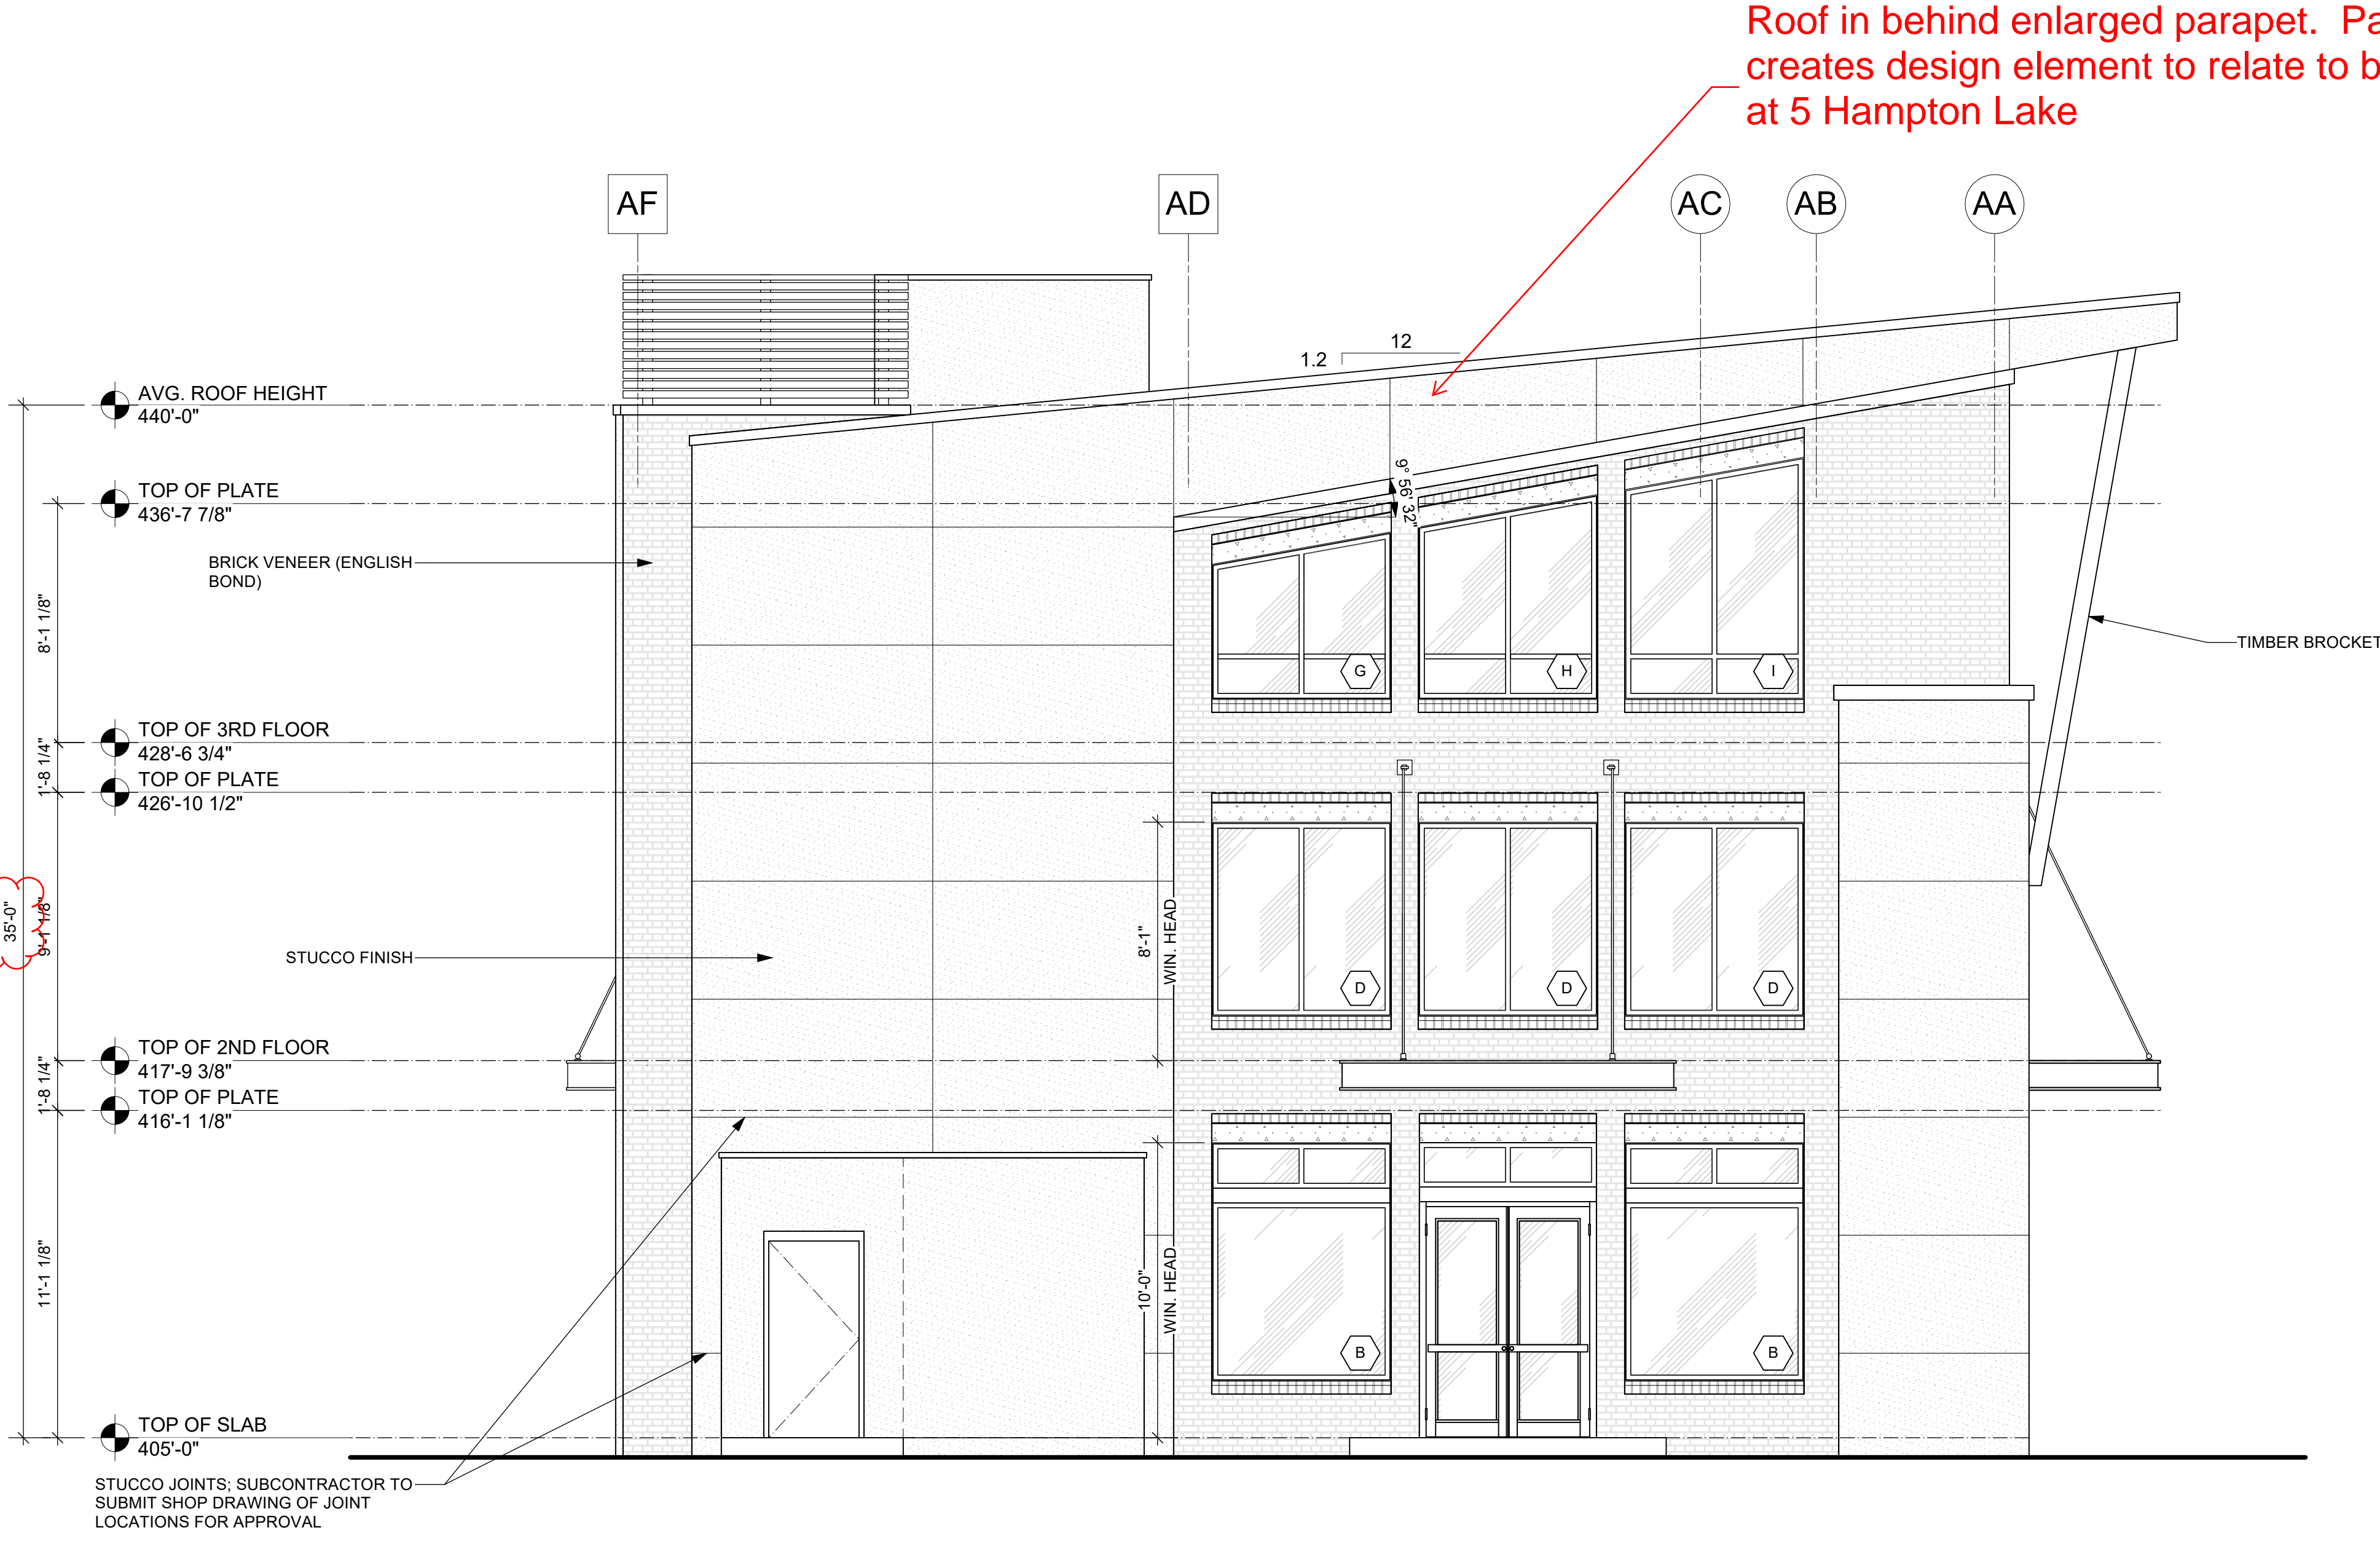 Roof in behind enlarged parapet. Pa
creates design element to relate to b
at 5 Hampton Lake
AF
AD
AC
AB
AA
12
1.2
AVG. ROOF HEIGHT
440'-0"
TOP OF PLATE
436'-7 7/8"
9° 56' 32"
BRICK VENEER (ENGLISH
BOND)
8'-1 1/8"
TIMBER BROCKET
G
H
I
TOP OF 3RD FLOOR
428'-6 3/4"
1'-8 1/4"
TOP OF PLATE
426'-10 1/2"
35'-0"
9'-1 1/8"
8'-1"
WIN. HEAD
STUCCO FINISH
D
D
D
TOP OF 2ND FLOOR
417'-9 3/8"
1'-8 1/4"
TOP OF PLATE
416'-1 1/8"
11'-1 1/8"
10'-0"
WIN. HEAD
B
B
TOP OF SLAB
405'-0"
STUCCO JOINTS; SUBCONTRACTOR TO
SUBMIT SHOP DRAWING OF JOINT
LOCATIONS FOR APPROVAL